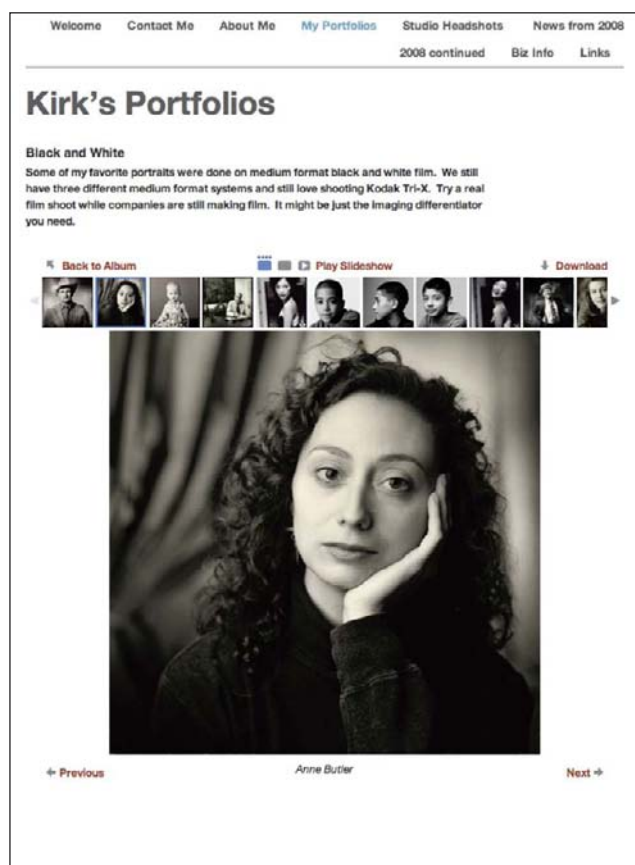 Welcome Contact Me About Me My Portfolios Studio Headshots News from 2008
2008 continued Biz Info Links
Kirk's Portfolios
Black and White
Some of my favorite portraits were done on medium format black and white film. We still
have three different medium format systems and still love shooting Kodak Tri-X. Try a real
film shoot while companies are still making film. It might be just the imaging differentiator
you need.
Back to Album Play Slideshow Download
Anne Butler
Previous Next